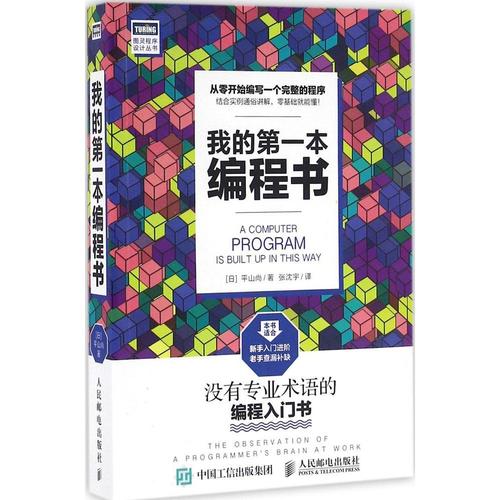 TURING
图灵程序
设计丛书
我的第一本编程书
[日]
平山尚
著
人民邮电出版社
从零开始编写一个完整的程序
结合实例通俗讲解，零基础就能懂！
我的第一本
编程书
A COMPUTER
PROGRAM
IS BUILT UP IN THIS WAY
[日] 平山尚/著 张沈宇/译
本书
适合
新手入门进阶
老手查漏补缺
没有专业术语的
编程入门书
THE OBSERVATION OF
A PROGRAMMER'S BRAIN AT WORK
中国工信出版集团
人民邮电出版社
POSTS & TELECOM PRESS